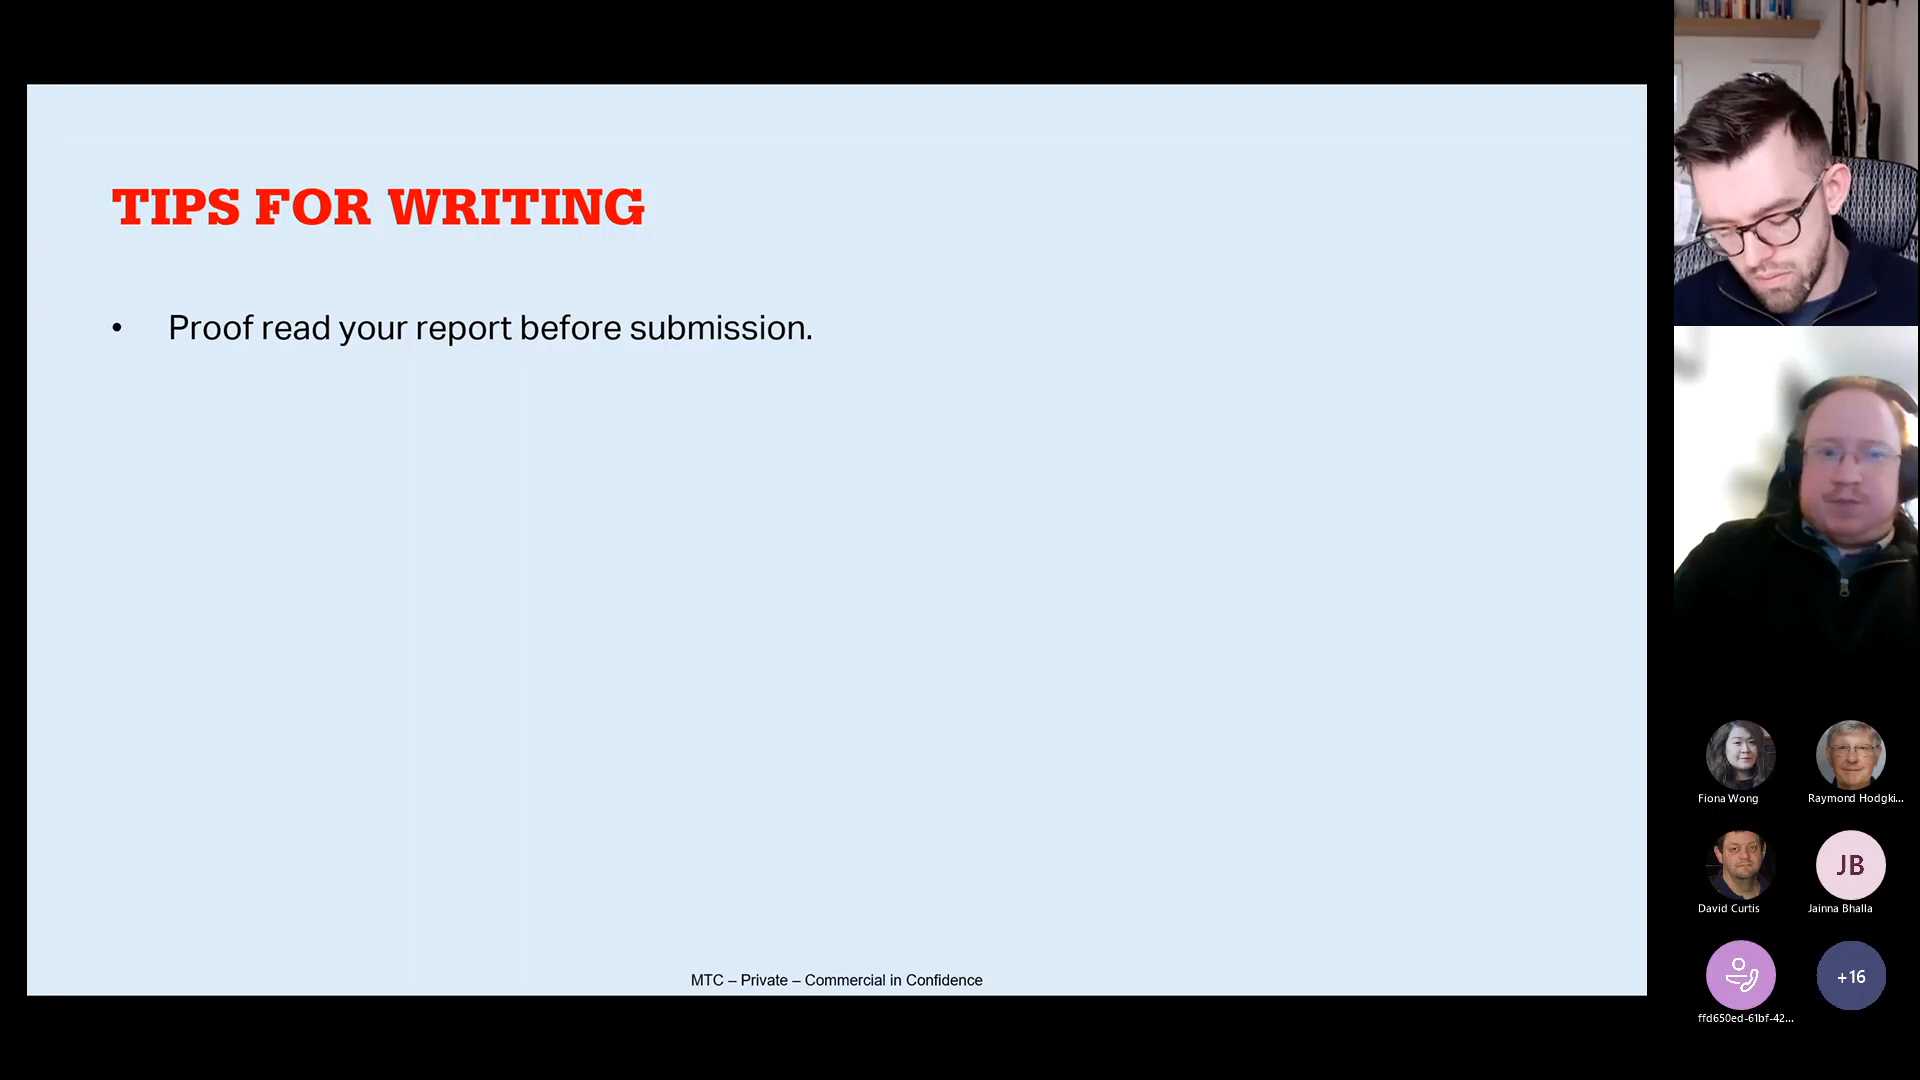 TIPS FOR WRITING
• Proof read your report before submission.
MTC – Private – Commercial in Confidence
Fiona Wong
Raymond Hodgki...
David Curtis
JB
Jainna Bhalla
ffd650ed-61bf-42...
+16